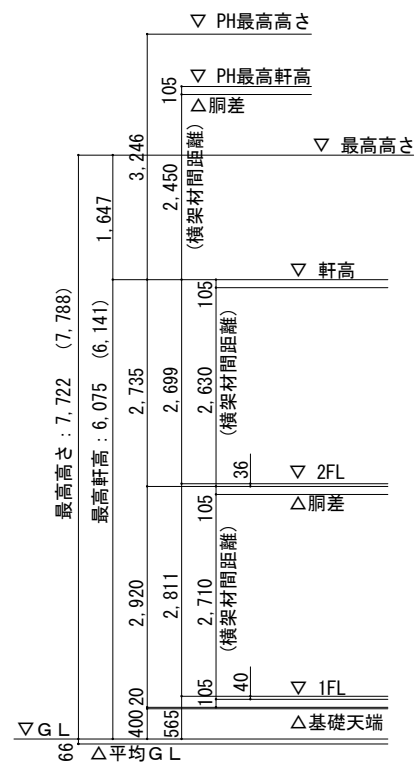 ▽ PH最高高さ
▽ PH最高軒高
105
△胴差
▽ 最高高さ
3,246
2,450
(横架材間距離)
1,647
▽ 軒高
105
最高高さ:7,722 (7,788)
最高軒高:6,075 (6,141)
2,735
2,699
2,630
(横架材間距離)
36
▽ 2FL
105
△胴差
2,920
2,811
2,710
(横架材間距離)
40
▽ 1FL
20
105
△基礎天端
400
565
▽GL
66
△平均GL